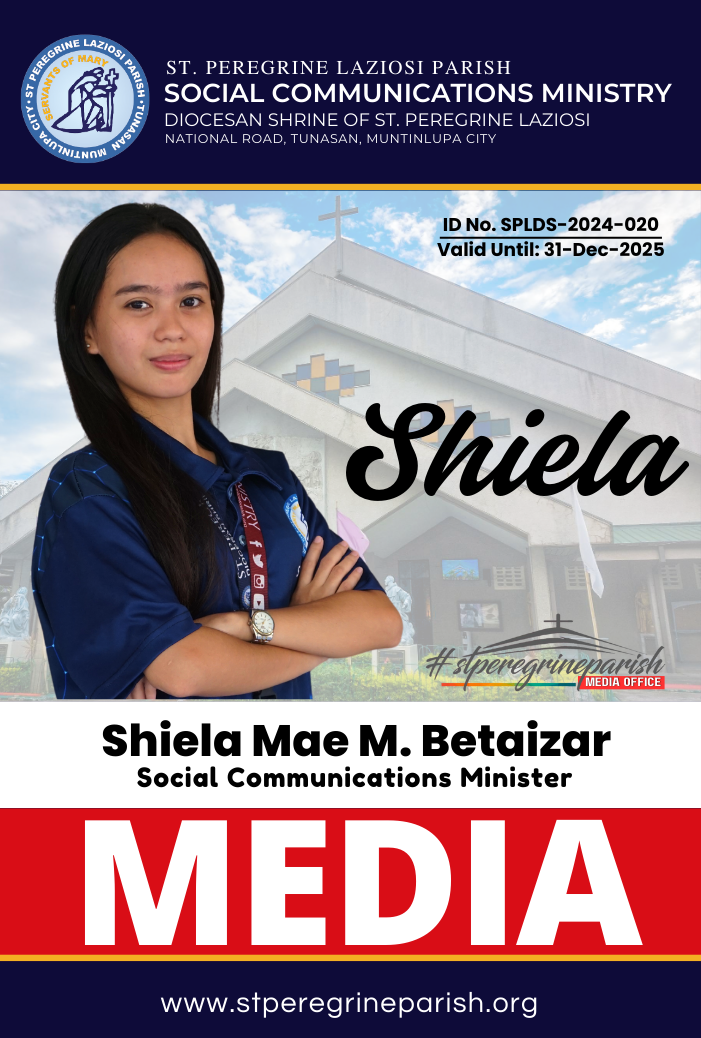 ST PEREGRINE LAZIOSI PARISH • TUNASAN MUNTINLUPA CITY •
SERVANTS OF MARY
ST. PEREGRINE LAZIOSI PARISH
SOCIAL COMMUNICATIONS MINISTRY
DIOCESAN SHRINE OF ST. PEREGRINE LAZIOSI
NATIONAL ROAD, TUNASAN, MUNTINLUPA CITY
ID No. SPLDS-2024-020
Valid Until: 31-Dec-2025
Shiela
#stperegrineparish
MEDIA OFFICE
Shiela Mae M. Betaizar
Social Communications Minister
MEDIA
www.stperegrineparish.org